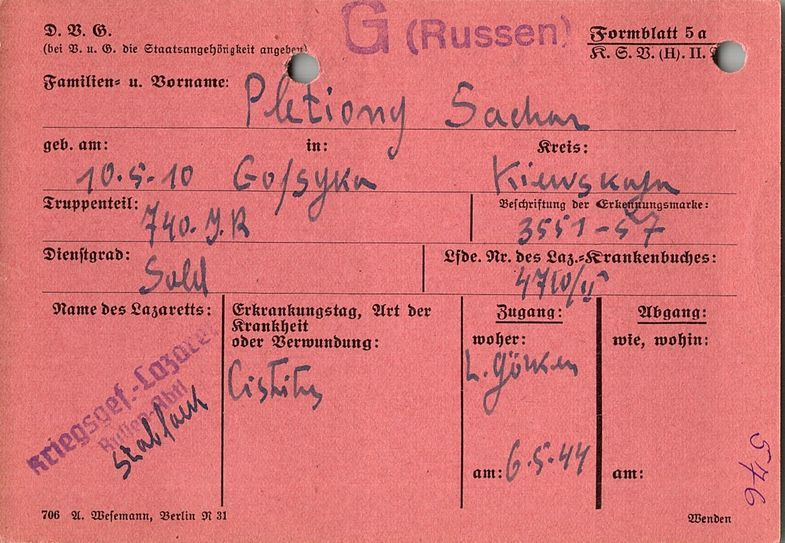 D. V. G.
(bei V. u. G. die Staatsangehörigkeit angeben)
G (Russen)
Formblatt 5a
K. S. V. (H). II.
Familien- u. Vorname:
Pletiony Sachar
geb. am: in: Kreis:
10.5.10 Kiewskaja
Truppenteil: Beschriftung der Erkennungsmarke:
740. J.R 3551-57
Dienstgrad: Lfde. Nr. des Laz.-Krankenbuches:
Sold
Name des Lazaretts:
Kriegsgef.-Lazaret
Erkrankungstag, Art der
Krankheit
oder Verwundung:
Cistitis
Zugang:
woher:
am: 6.5.44
Abgang:
wie, wohin:
am:
576
706 A. Wesemann, Berlin N 31
Wenden